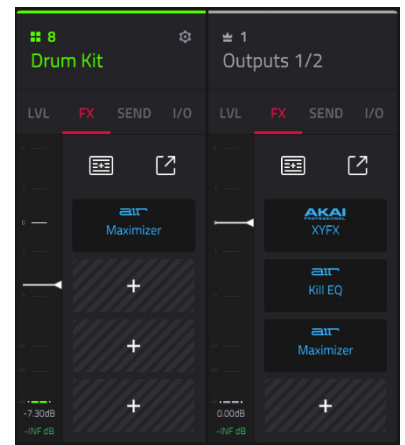 8
Drum Kit
LVL FX SEND I/O
air
Maximizer
+
+
+
-7.30dB
-INF dB
1
Outputs 1/2
LVL FX SEND I/O
AKAI
PROFESSIONAL
XYFX
air
Kill EQ
air
Maximizer
+
0.00dB
-INF dB